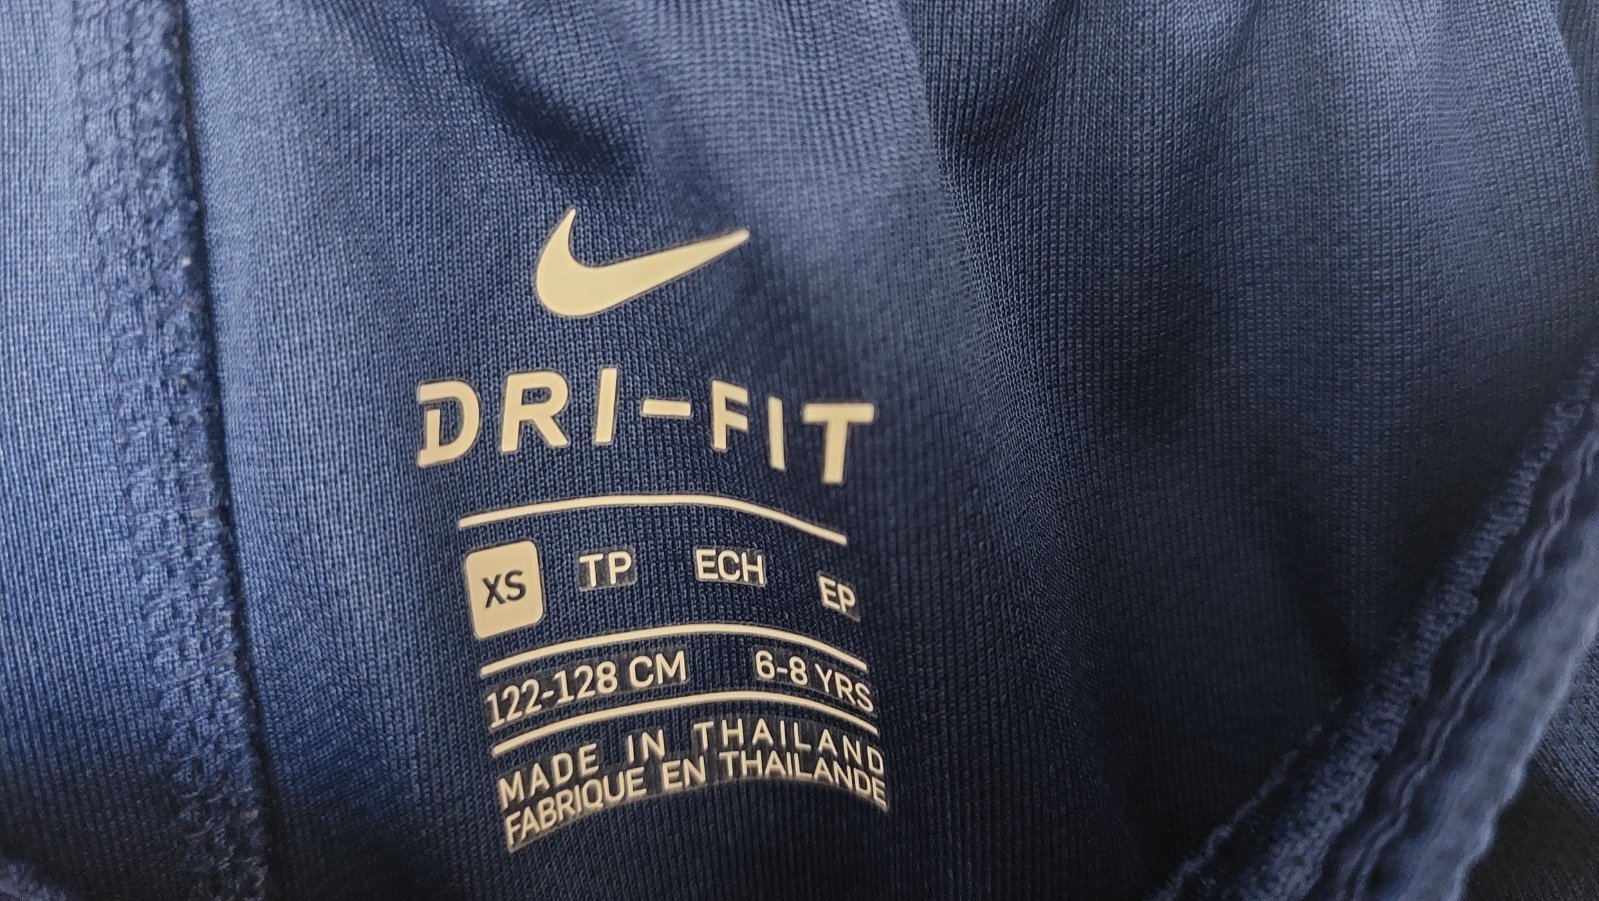 DRI-FIT
XS TP ECH EP
122-128 CM 6-8 YRS
MADE IN THAILAND
FABRIQUE EN THAILANDE